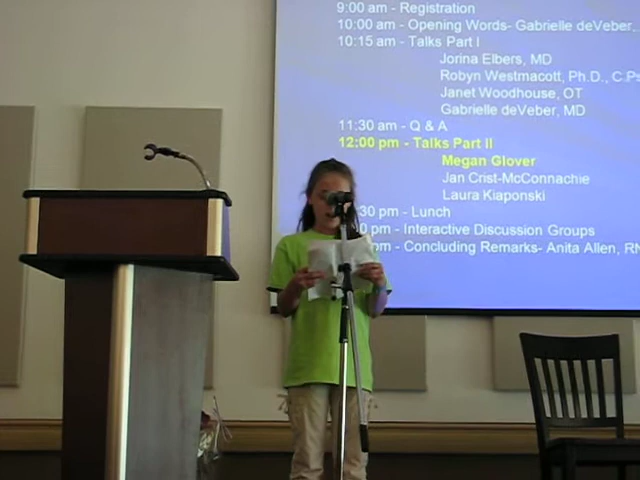 9:00 am - Registration
10:00 am - Opening Words- Gabrielle deVeber,
10:15 am - Talks Part I
Jorina Elbers, MD
Robyn Westmacott, Ph.D., C.Ps
Janet Woodhouse, OT
Gabrielle deVeber, MD
11:30 am - Q & A
12:00 pm - Talks Part II
Megan Glover
Jan Crist-McConnachie
Laura Kiaponski
30 pm - Lunch
pm - Interactive Discussion Groups
pm - Concluding Remarks- Anita Allen, RN